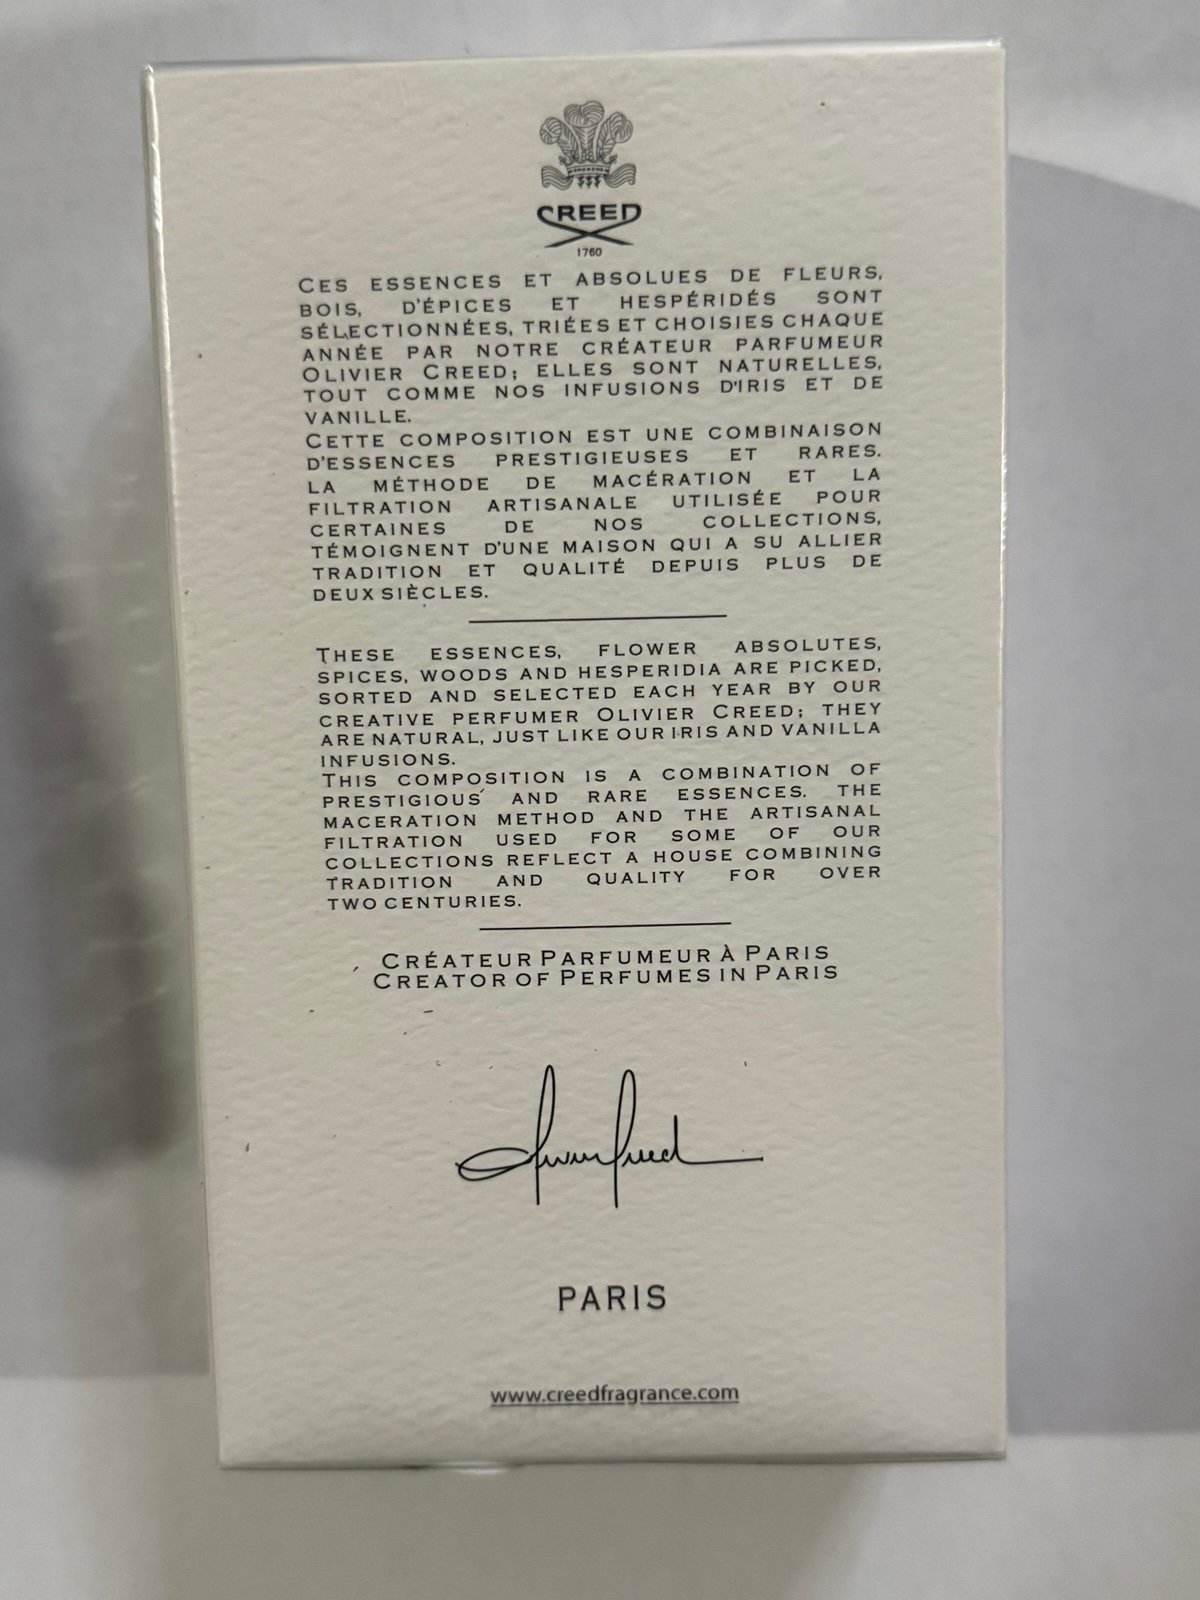 CREED
1760
CES ESSENCES ET ABSOLUES DE FLEURS,
BOIS, D'ÉPICES ET HESPÉRIDÉS SONT
SÉLECTIONNÉES, TRIÉES ET CHOISIES CHAQUE
ANNÉE PAR NOTRE CRÉATEUR PARFUMEUR
OLIVIER CREED; ELLES SONT NATURELLES,
TOUT COMME NOS INFUSIONS D'IRIS ET DE
VANILLE.
CETTE COMPOSITION EST UNE COMBINAISON
D'ESSENCES PRESTIGIEUSES ET RARES.
LA MÉTHODE DE MACÉRATION ET LA
FILTRATION ARTISANALE UTILISÉE POUR
CERTAINES DE NOS COLLECTIONS,
TÉMOIGNENT D'UNE MAISON QUI A SU ALLIER
TRADITION ET QUALITÉ DEPUIS PLUS DE
DEUX SIÈCLES.
THESE ESSENCES, FLOWER ABSOLUTES,
SPICES, WOODS AND HESPERIDIA ARE PICKED,
SORTED AND SELECTED EACH YEAR BY OUR
CREATIVE PERFUMER OLIVIER CREED; THEY
ARE NATURAL, JUST LIKE OUR IRIS AND VANILLA
INFUSIONS.
THIS COMPOSITION IS A COMBINATION OF
PRESTIGIOUS AND RARE ESSENCES. THE
MACERATION METHOD AND THE ARTISANAL
FILTRATION USED FOR SOME OF OUR
COLLECTIONS REFLECT A HOUSE COMBINING
TRADITION AND QUALITY FOR OVER
TWO CENTURIES.
CRÉATEUR PARFUMEUR À PARIS
CREATOR OF PERFUMES IN PARIS
PARIS
www.creedfragrance.com